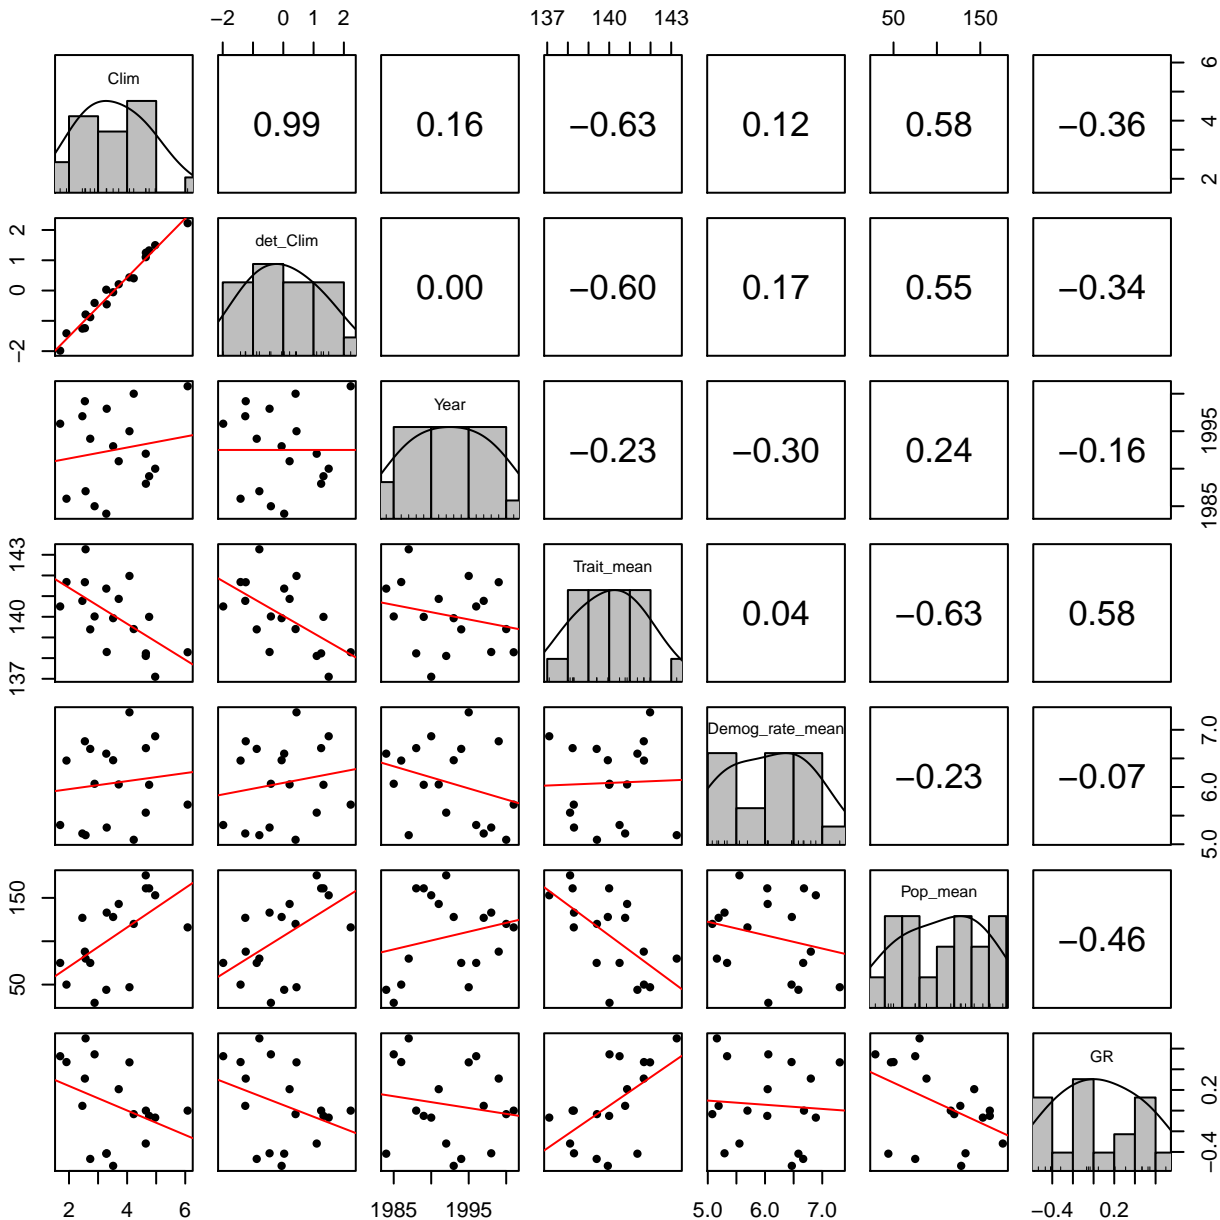 −2 0 1 2 137 140 143 50 150
Clim 0.99 0.16 −0.63 0.12 0.58 −0.36 2 4 6
−2 0 1 2 det_Clim 0.00 −0.60 0.17 0.55 −0.34
Year −0.23 −0.30 0.24 −0.16 1985 1995
137 140 143 Trait_mean 0.04 −0.63 0.58
Demog_rate_mean −0.23 −0.07 5.0 6.0 7.0
50 150 Pop_mean −0.46
GR −0.4 0.2
2 4 6 1985 1995 5.0 6.0 7.0 −0.4 0.2